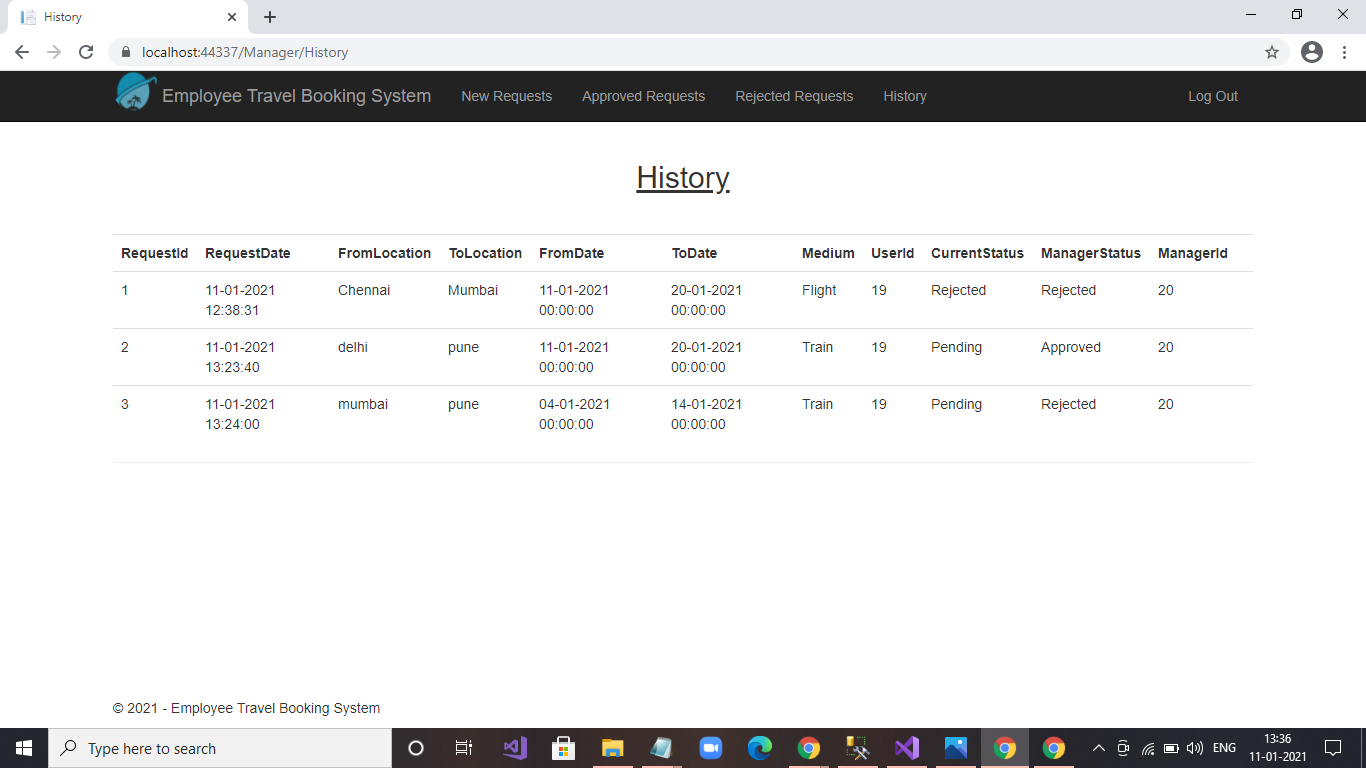 History
localhost:44337/Manager/History
Employee Travel Booking System New Requests Approved Requests Rejected Requests History Log Out
History
RequestId RequestDate FromLocation ToLocation FromDate ToDate Medium UserId CurrentStatus ManagerStatus ManagerId
1 11-01-2021 12:38:31 Chennai Mumbai 11-01-2021 00:00:00 20-01-2021 00:00:00 Flight 19 Rejected Rejected 20
2 11-01-2021 13:23:40 delhi pune 11-01-2021 00:00:00 20-01-2021 00:00:00 Train 19 Pending Approved 20
3 11-01-2021 13:24:00 mumbai pune 04-01-2021 00:00:00 14-01-2021 00:00:00 Train 19 Pending Rejected 20
© 2021 - Employee Travel Booking System
Type here to search
ENG
13:36
11-01-2021